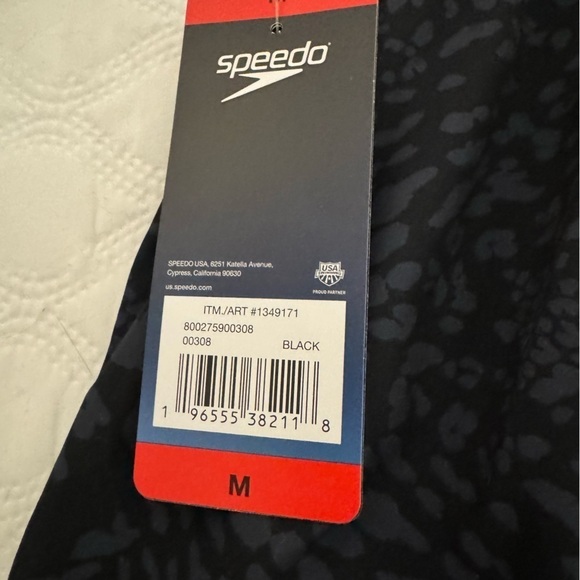 speedo
SPEEDO USA, 6251 Katella Avenue,
Cypress, California 90630
us.speedo.com
USA
PROUD PARTNER
ITM./ART #1349171
800275900308
00308 BLACK
1 96555 38211 8
M